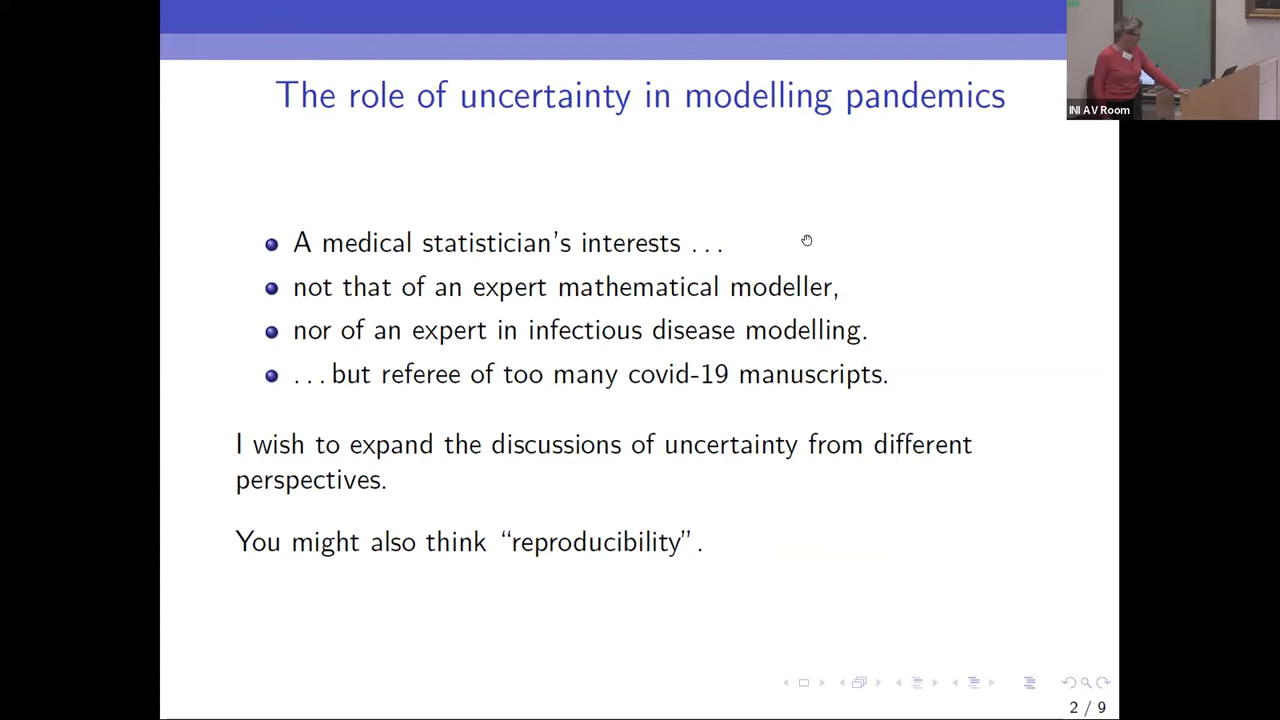 The role of uncertainty in modelling pandemics
A medical statistician's interests . . .
not that of an expert mathematical modeller,
nor of an expert in infectious disease modelling.
. . . but referee of too many covid-19 manuscripts.
I wish to expand the discussions of uncertainty from different
perspectives.
You might also think “reproducibility”.
2 / 9
INI AV Room